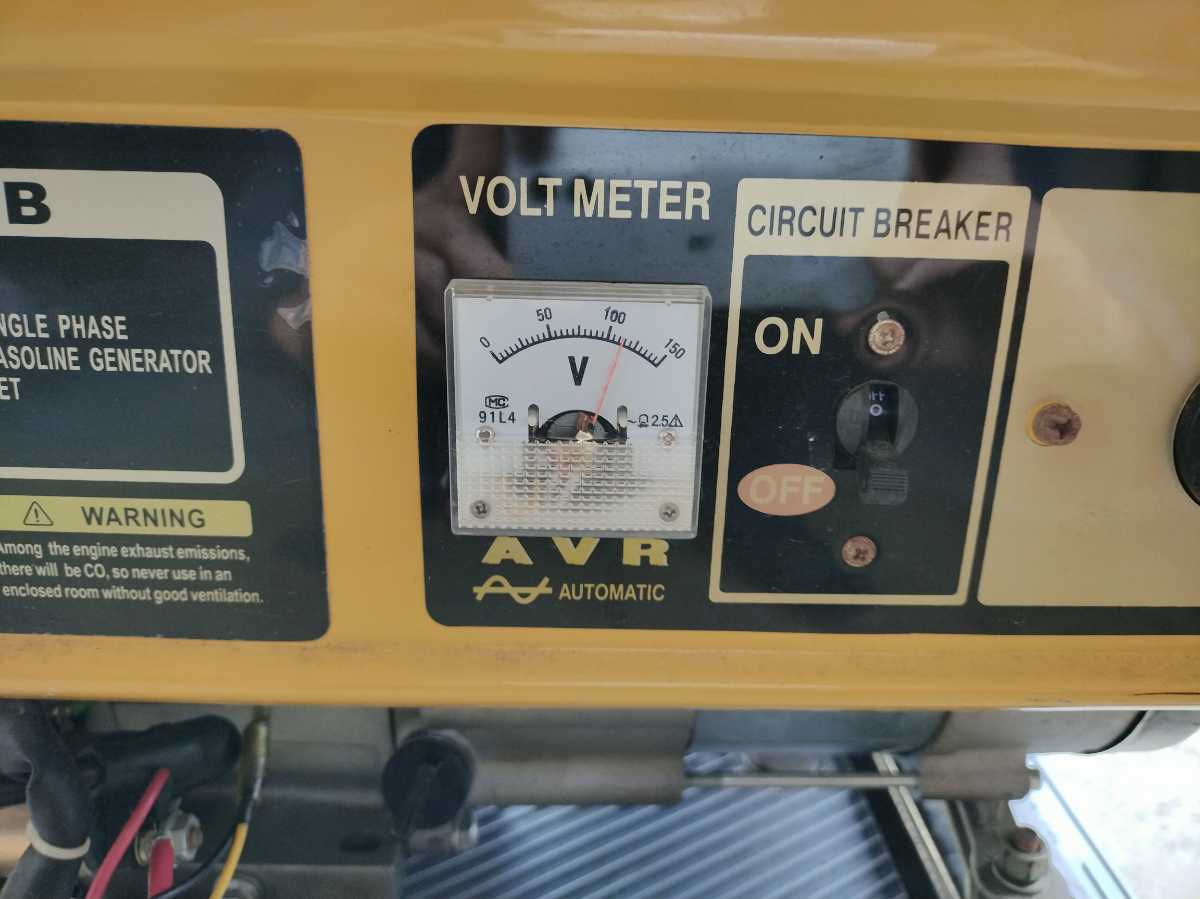 B
NGLE PHASE
ASOLINE GENERATOR
ET
WARNING
Among the engine exhaust emissions,
there will be CO, so never use in an
enclosed room without good ventilation.
VOLT METER
0 50 100 150
V
MC
91L4
~ 2.5
AVR
AUTOMATIC
CIRCUIT BREAKER
ON
OFF